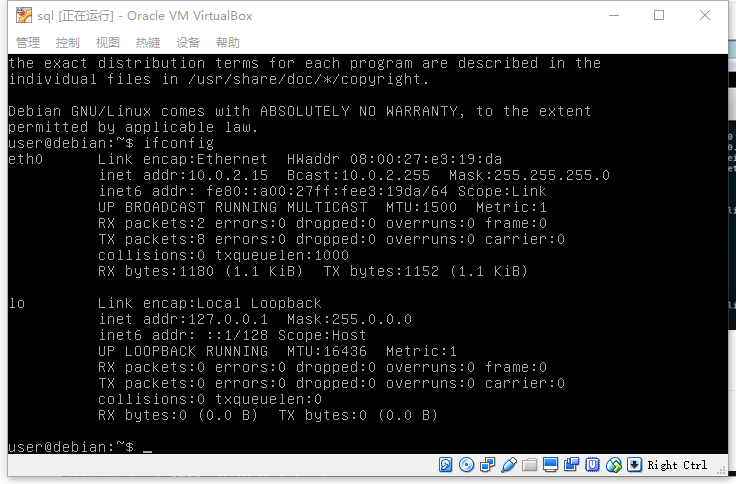 sql [正在运行] - Oracle VM VirtualBox
管理 控制 视图 热键 设备 帮助
the exact distribution terms for each program are described in the
individual files in /usr/share/doc/*/copyright.
Debian GNU/Linux comes with ABSOLUTELY NO WARRANTY, to the extent
permitted by applicable law.
user@debian:~$ ifconfig
eth0 Link encap:Ethernet HWaddr 08:00:27:e3:19:da
inet addr:10.0.2.15 Bcast:10.0.2.255 Mask:255.255.255.0
inet6 addr: fe80::a00:27ff:fee3:19da/64 Scope:Link
UP BROADCAST RUNNING MULTICAST MTU:1500 Metric:1
RX packets:2 errors:0 dropped:0 overruns:0 frame:0
TX packets:8 errors:0 dropped:0 overruns:0 carrier:0
collisions:0 txqueuelen:1000
RX bytes:1180 (1.1 KiB) TX bytes:1152 (1.1 KiB)
lo Link encap:Local Loopback
inet addr:127.0.0.1 Mask:255.0.0.0
inet6 addr: ::1/128 Scope:Host
UP LOOPBACK RUNNING MTU:16436 Metric:1
RX packets:0 errors:0 dropped:0 overruns:0 frame:0
TX packets:0 errors:0 dropped:0 overruns:0 carrier:0
collisions:0 txqueuelen:0
RX bytes:0 (0.0 B) TX bytes:0 (0.0 B)
user@debian:~$ _
Right Ctrl